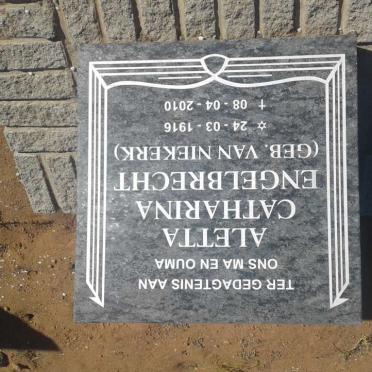 TER GEDAGTENIS AAN
ONS MA EN OUMA
ALETTA
CATHARINA
ENGELBRECHT
(GEB. VAN NIEKERK)
✡ 24 - 03 - 1916
† 08 - 04 - 2010